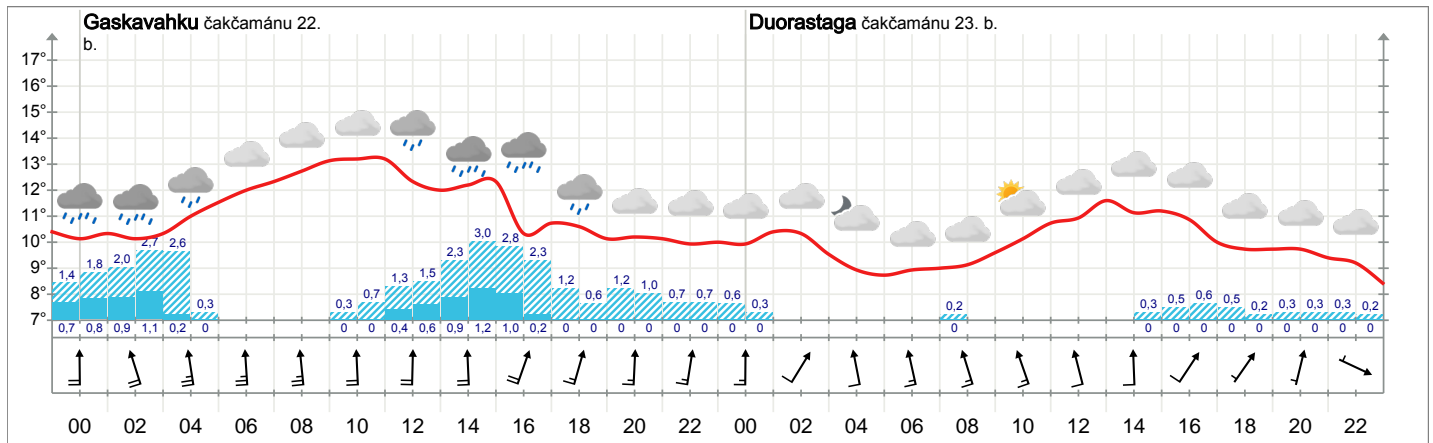 Gaskavahku čakčamánu 22. Duorastaga čakčamánu 23. b.
b.
17°
16°
15°
14°
13°
12°
11°
10°
9°
8°
7°
1,4 1,8 2,0 2,7 2,6 0,3 0,3 0,7 1,3 1,5 2,3 3,0 2,8 2,3 1,2 0,6 1,2 1,0 0,7 0,7 0,6 0,3 0,2 0,3 0,5 0,6 0,5 0,2 0,3 0,3 0,3 0,2
0,7 0,8 0,9 1,1 0,2 0 0 0 0,4 0,6 0,9 1,2 1,0 0,2 0 0 0 0 0 0 0 0 0 0 0 0 0 0 0 0 0 0
00 02 04 06 08 10 12 14 16 18 20 22 00 02 04 06 08 10 12 14 16 18 20 22